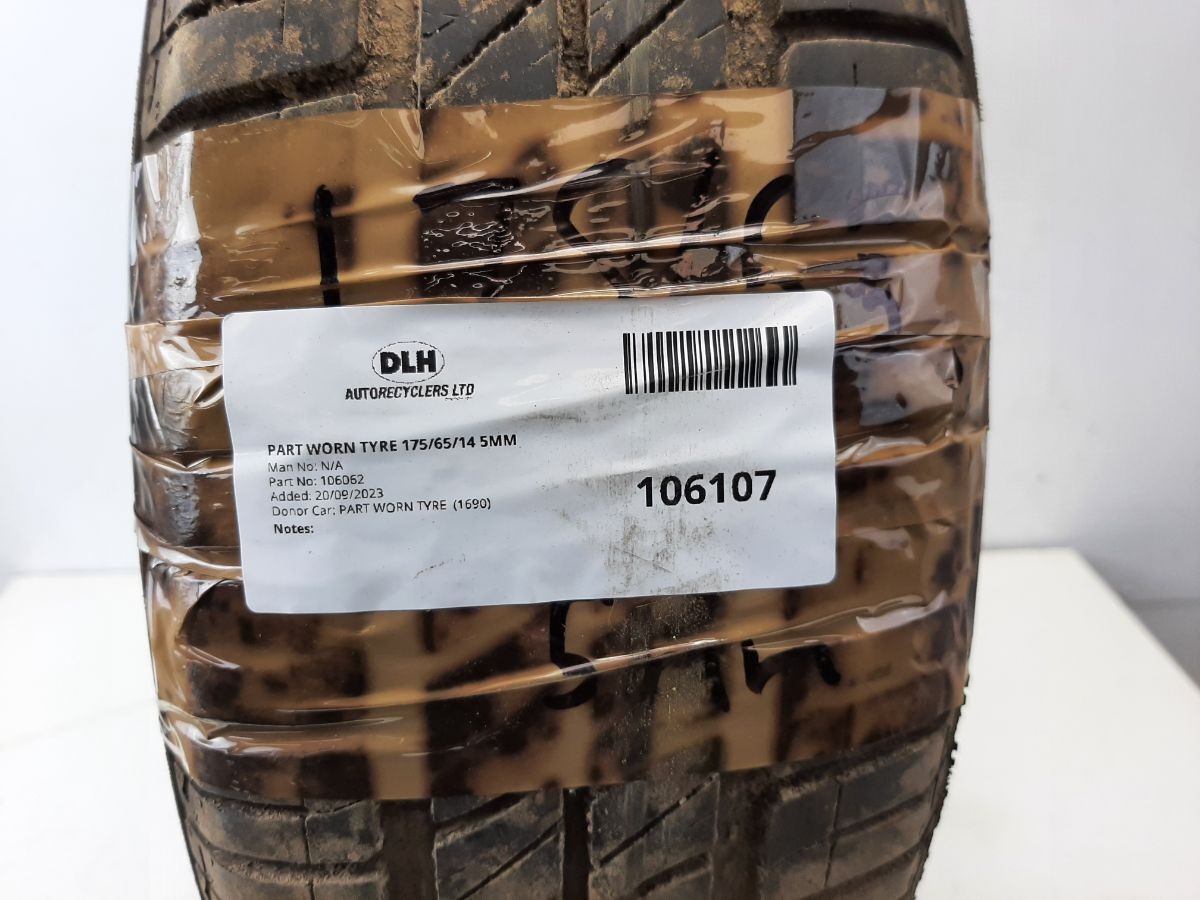 DLH
AUTORECYCLERS LTD
PART WORN TYRE 175/65/14 5MM
Man No: N/A
Part No: 106062
Added: 20/09/2023
Donor Car: PART WORN TYRE (1690)
Notes:
106107